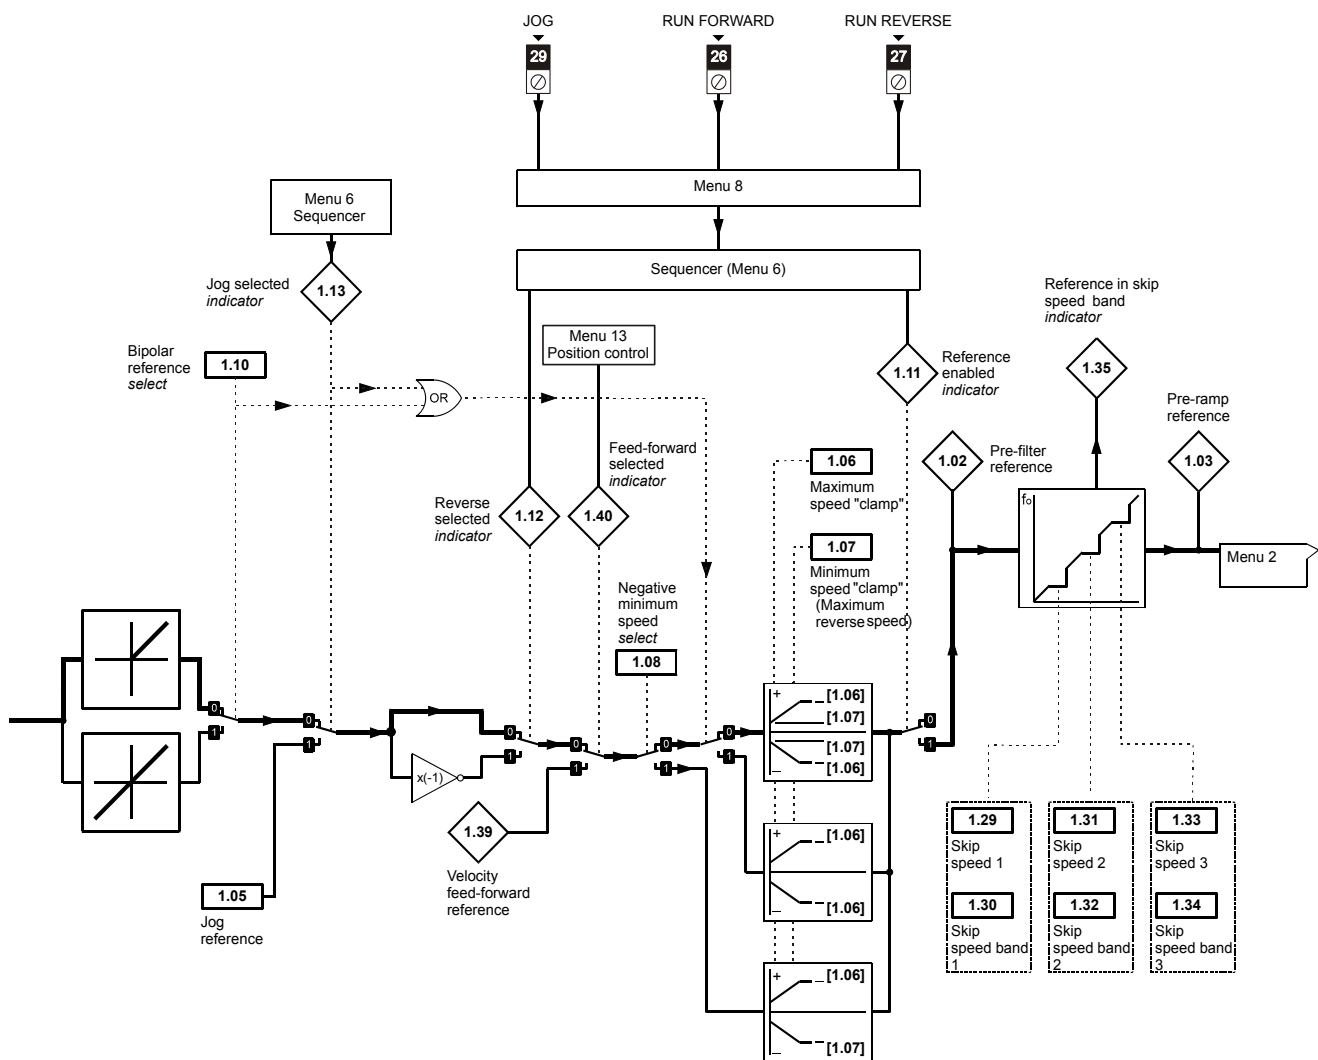 JOG
RUN FORWARD
RUN REVERSE
29
26
27
Menu 8
Menu 6
Sequencer
Sequencer (Menu 6)
Jog selected
indicator
1.13
Reference in skip
speed band
indicator
Menu 13
Position control
Bipolar
reference
select
1.10
1.11
Reference
enabled
indicator
1.35
OR
Pre-ramp
reference
Feed-forward
selected
indicator
1.06
Maximum
speed "clamp"
1.02
Pre-filter
reference
1.03
Reverse
selected
indicator
1.12
1.40
fo
1.07
Minimum
speed "clamp"
(Maximum
reverse speed)
Menu 2
Negative
minimum
speed
select
1.08
0
1
0
1
0
1
0
1
0
1
0
1
0
1
+
[1.06]
[1.07]
[1.07]
[1.06]
_
x(-1)
1.39
Velocity
feed-forward
reference
+
[1.06]
[1.06]
_
1.05
Jog
reference
1.29
Skip
speed 1
1.31
Skip
speed 2
1.33
Skip
speed 3
1.30
Skip
speed band
1
1.32
Skip
speed band
2
1.34
Skip
speed band
3
+
[1.06]
[1.07]
_